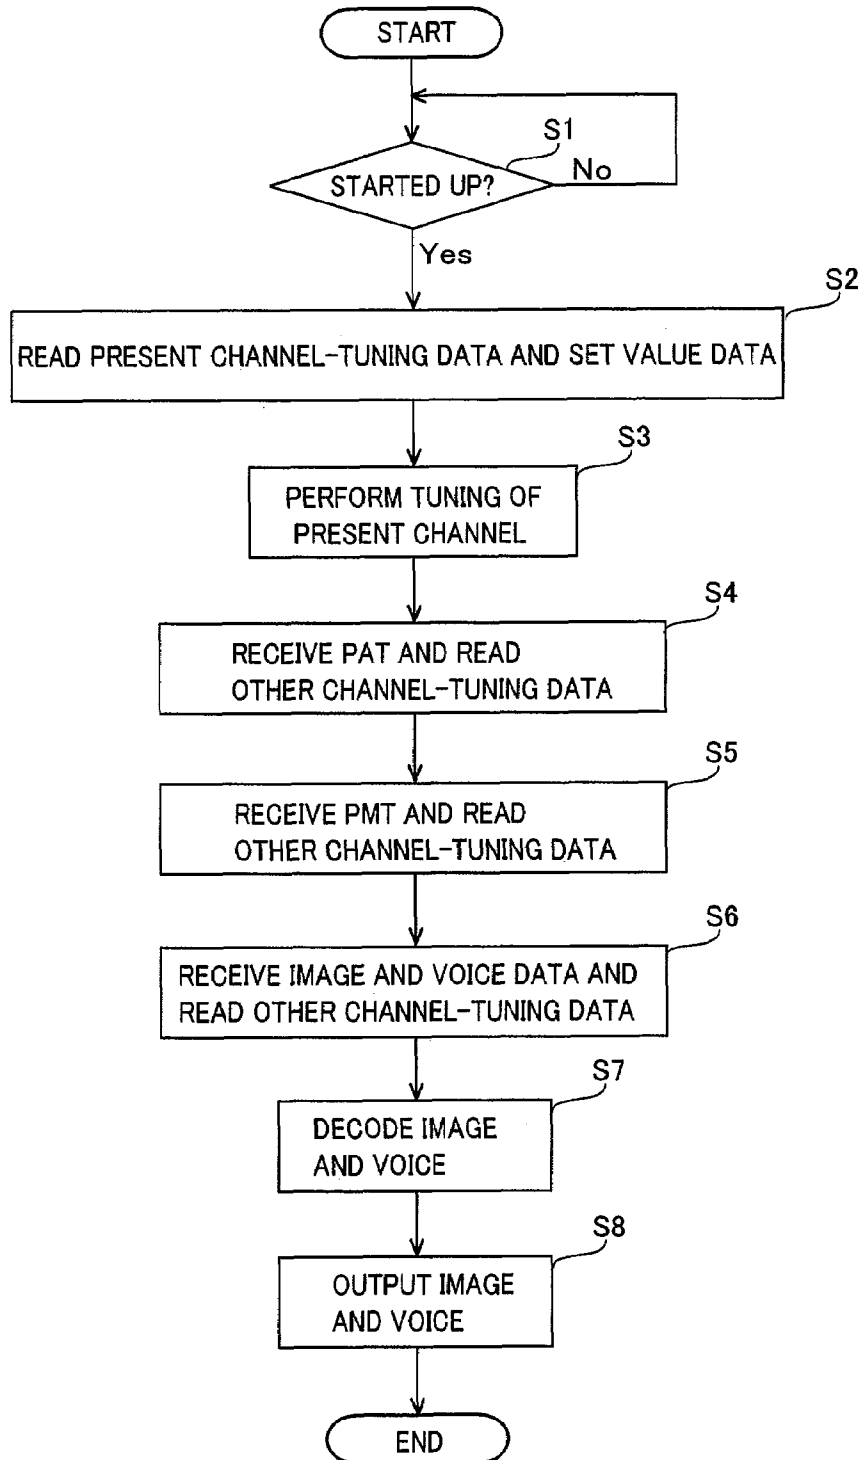 START
S1
STARTED UP?
No
Yes
S2
READ PRESENT CHANNEL-TUNING DATA AND SET VALUE DATA
S3
PERFORM TUNING OF
PRESENT CHANNEL
S4
RECEIVE PAT AND READ
OTHER CHANNEL-TUNING DATA
S5
RECEIVE PMT AND READ
OTHER CHANNEL-TUNING DATA
S6
RECEIVE IMAGE AND VOICE DATA AND
READ OTHER CHANNEL-TUNING DATA
S7
DECODE IMAGE
AND VOICE
S8
OUTPUT IMAGE
AND VOICE
END